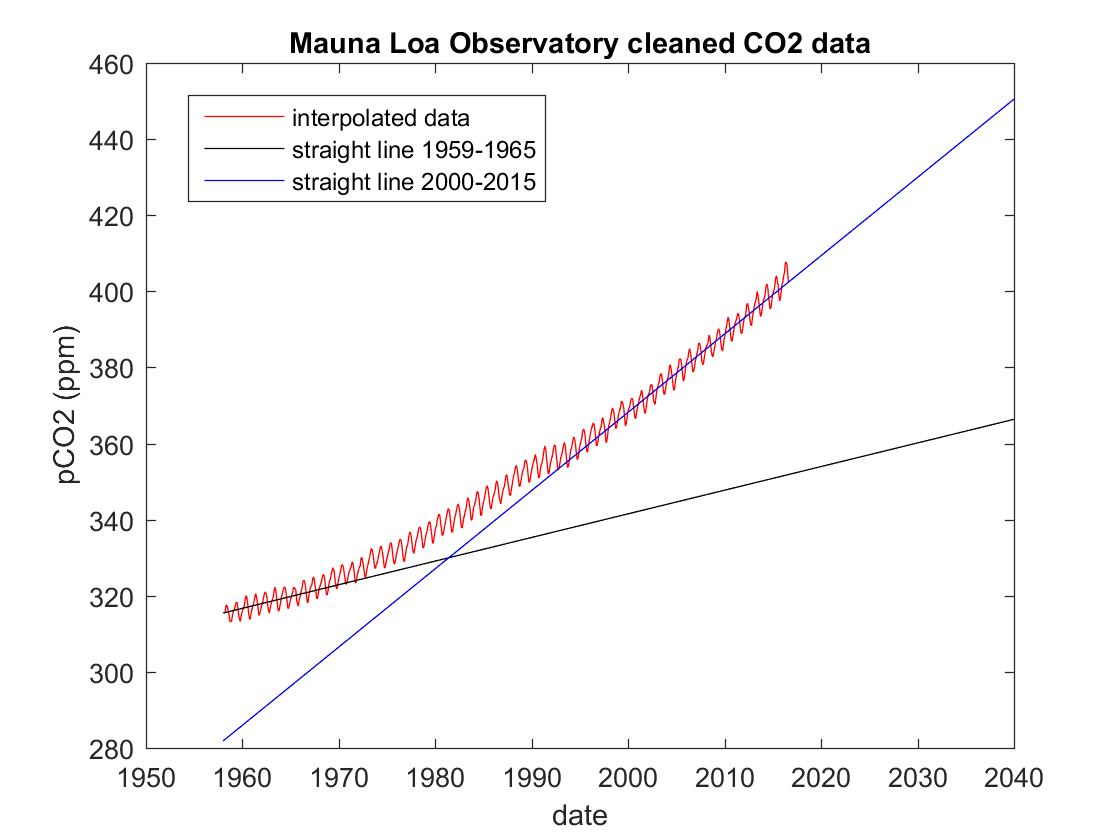 Mauna Loa Observatory cleaned CO2 data
460
440
420
400
380
360
340
320
300
280
interpolated data
straight line 1959-1965
straight line 2000-2015
pCO2 (ppm)
1950 1960 1970 1980 1990 2000 2010 2020 2030 2040
date